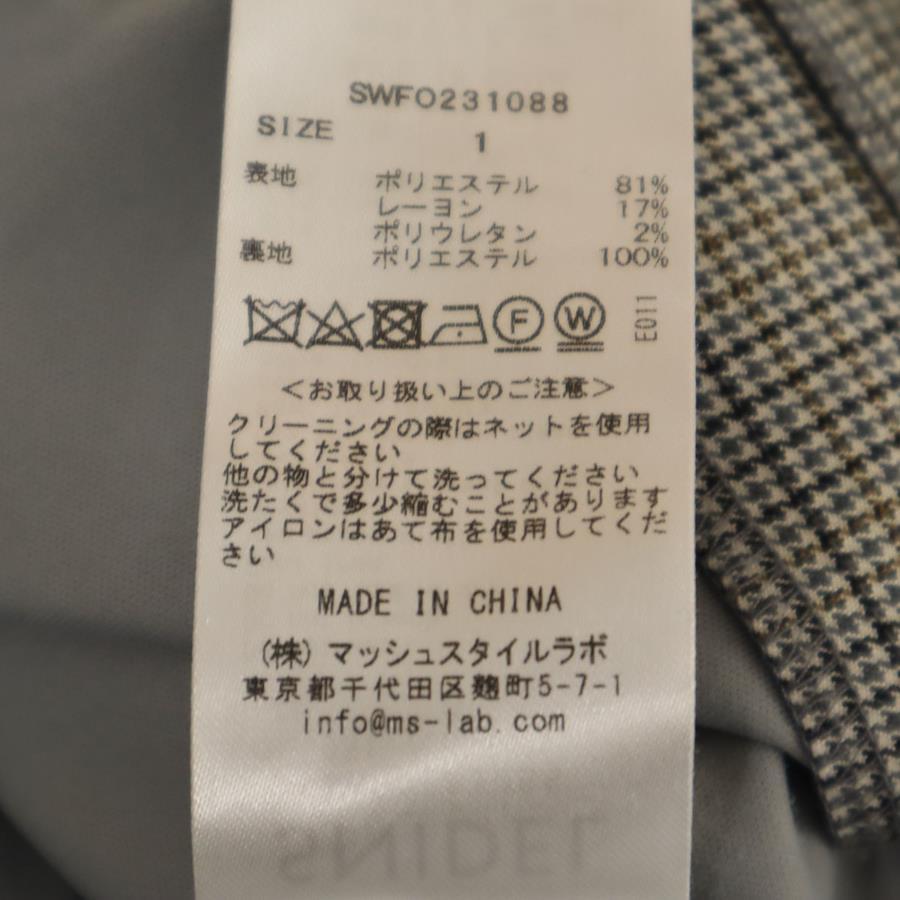 SWFO231088
SIZE 1
表地 ポリエステル 81%
レーヨン 17%
ポリウレタン 2%
裏地 ポリエステル 100%
F W E011
＜お取り扱い上のご注意＞
クリーニングの際はネットを使用
してください
他の物と分けて洗ってください
洗たくで多少縮むことがあります
アイロンはあて布を使用してくだ
さい
MADE IN CHINA
(株) マッシュスタイルラボ
東京都千代田区麹町5-7-1
info@ms-lab.com
SNIDEL